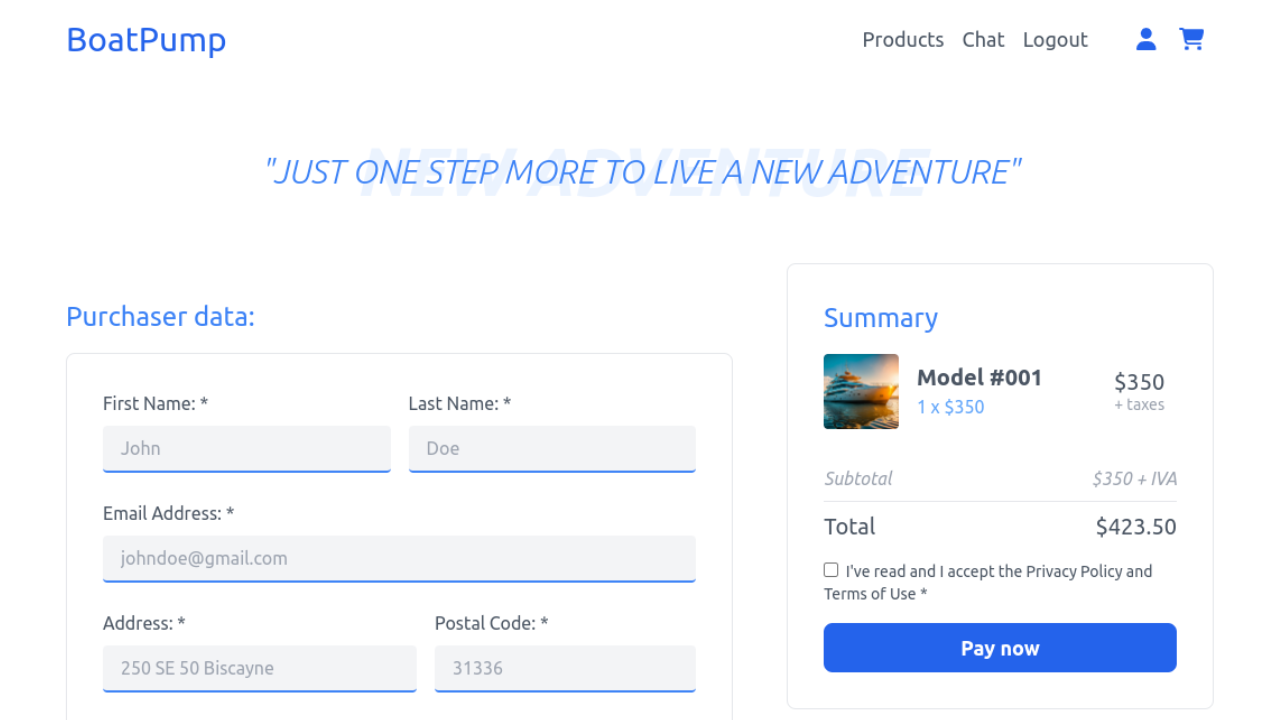 BoatPump
Products Chat Logout
NEW ADVENTURE
"JUST ONE STEP MORE TO LIVE A NEW ADVENTURE"
Purchaser data:
First Name: * Last Name: *
John Doe
Email Address: *
johndoe@gmail.com
Address: * Postal Code: *
250 SE 50 Biscayne 31336
Summary
Model #001
1 x $350
$350
+ taxes
Subtotal $350 + IVA
Total $423.50
I've read and I accept the Privacy Policy and
Terms of Use *
Pay now